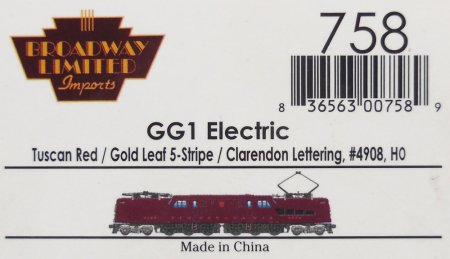 BROADWAY
LIMITED
Imports
758
8 36563 00758 9
GG1 Electric
Tuscan Red / Gold Leaf 5-Stripe / Clarendon Lettering, #4908, HO
Made in China